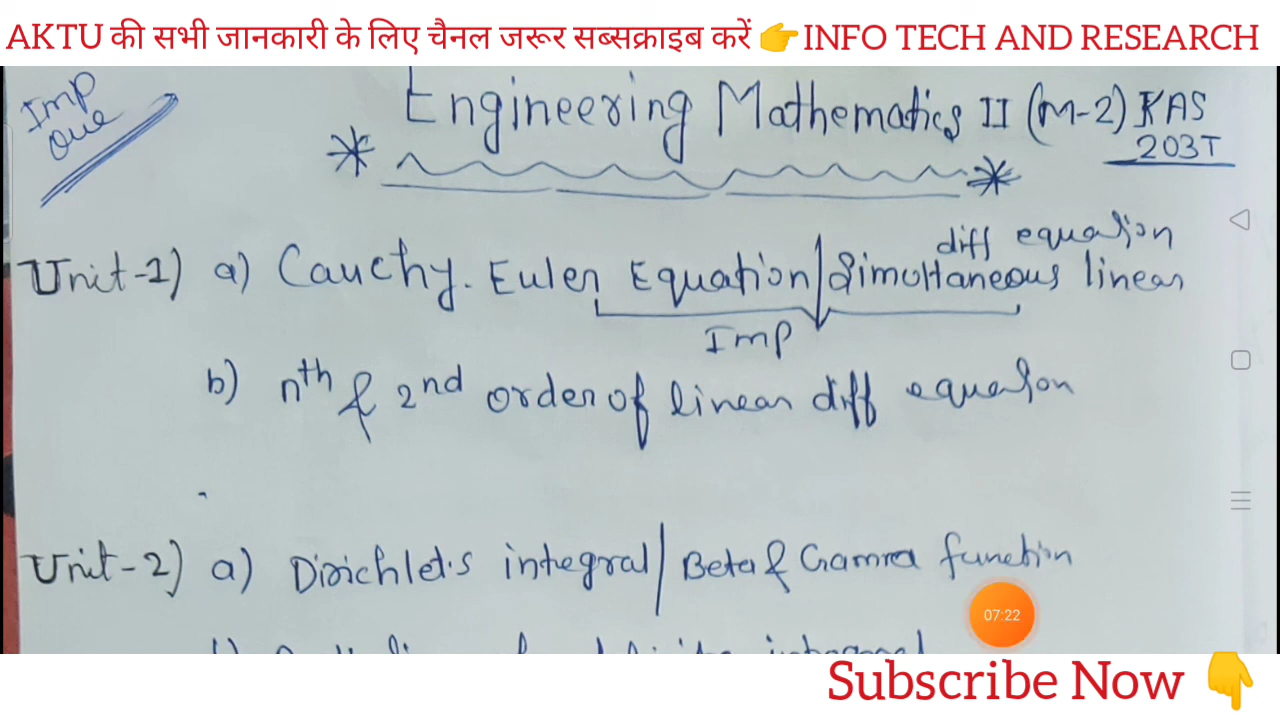 AKTU की सभी जानकारी के लिए चैनल जरूर सब्सक्राइब करें 👉 INFO TECH AND RESEARCH
Imp
Que
Engineering Mathematics II (M-2) KAS
203T
diff equation
Unit-1) a) Cauchy. Euler Equation/Simultaneous linear
Imp
b) nth & 2nd order of linear diff equation
Unit-2) a) Dirichlet's integral/Beta & Gamma function
07:22
integral
Subscribe Now 👇